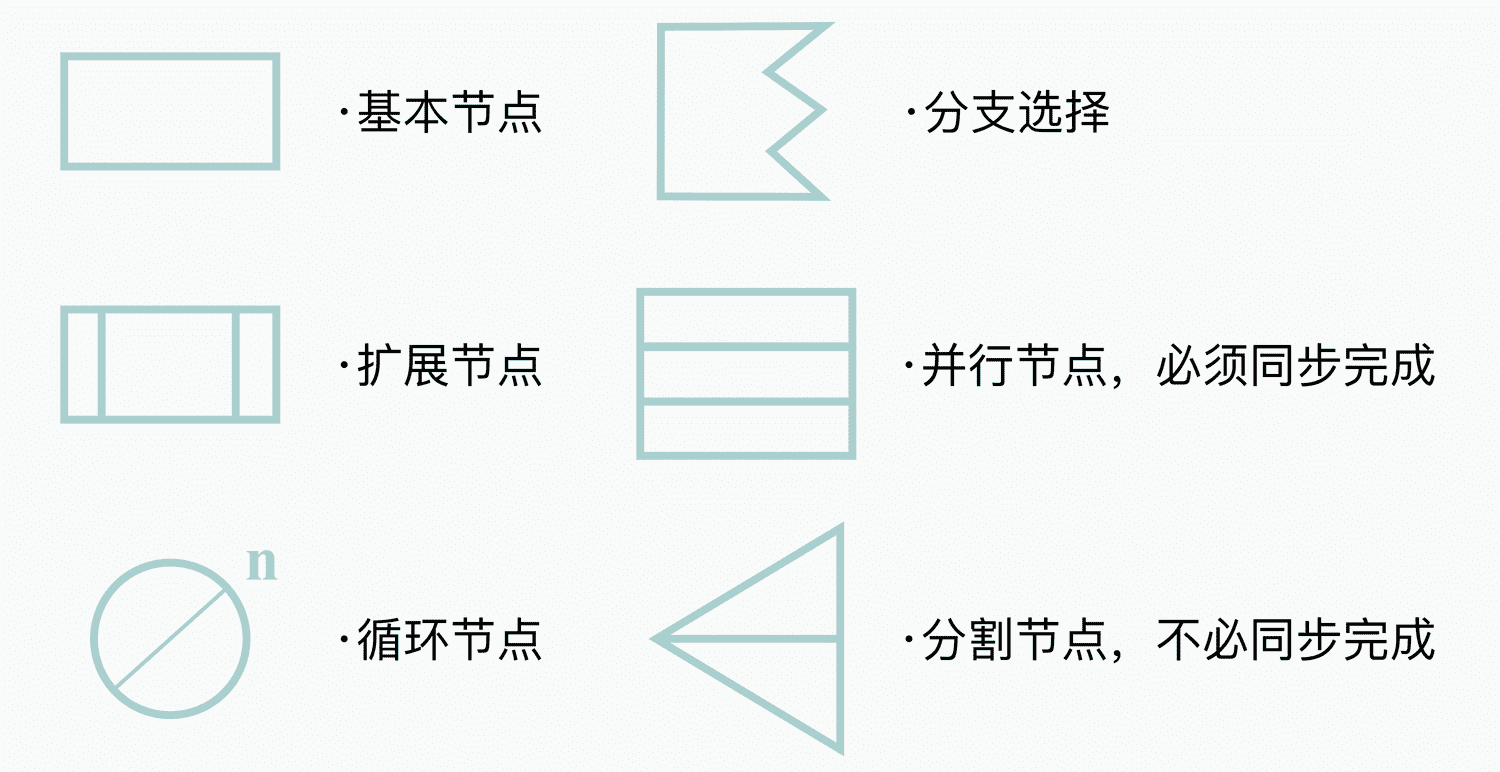 ·基本节点
·分支选择
·扩展节点
·并行节点，必须同步完成
n
·循环节点
·分割节点，不必同步完成